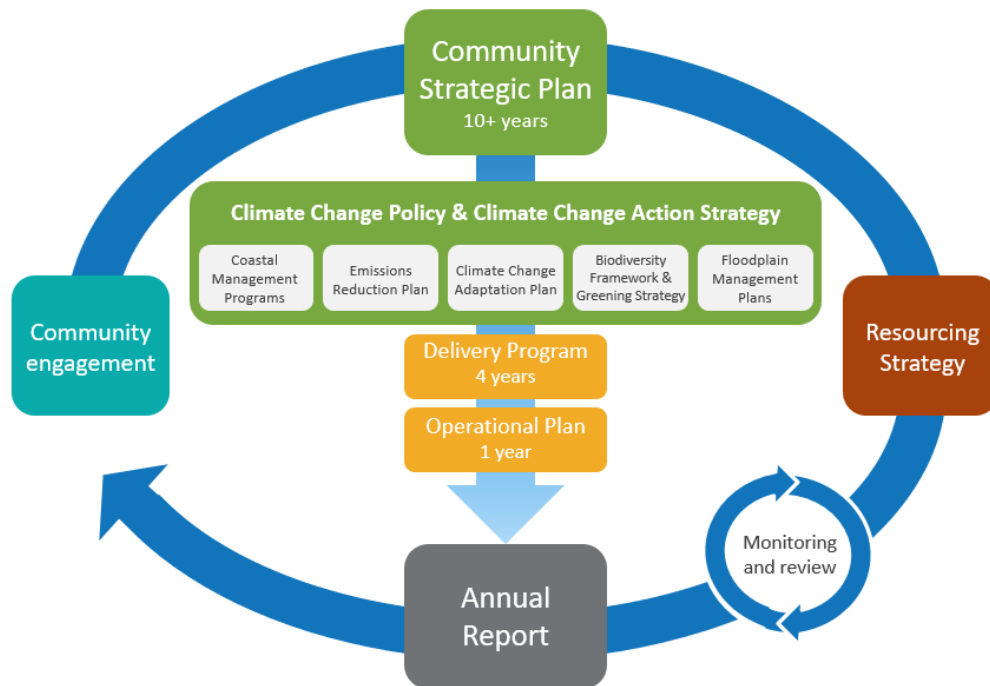 Community
Strategic Plan
10+ years
Climate Change Policy & Climate Change Action Strategy
Coastal
Management
Programs
Emissions
Reduction Plan
Climate Change
Adaptation Plan
Biodiversity
Framework &
Greening Strategy
Floodplain
Management
Plans
Community
engagement
Resourcing
Strategy
Delivery Program
4 years
Operational Plan
1 year
Monitoring
and review
Annual
Report